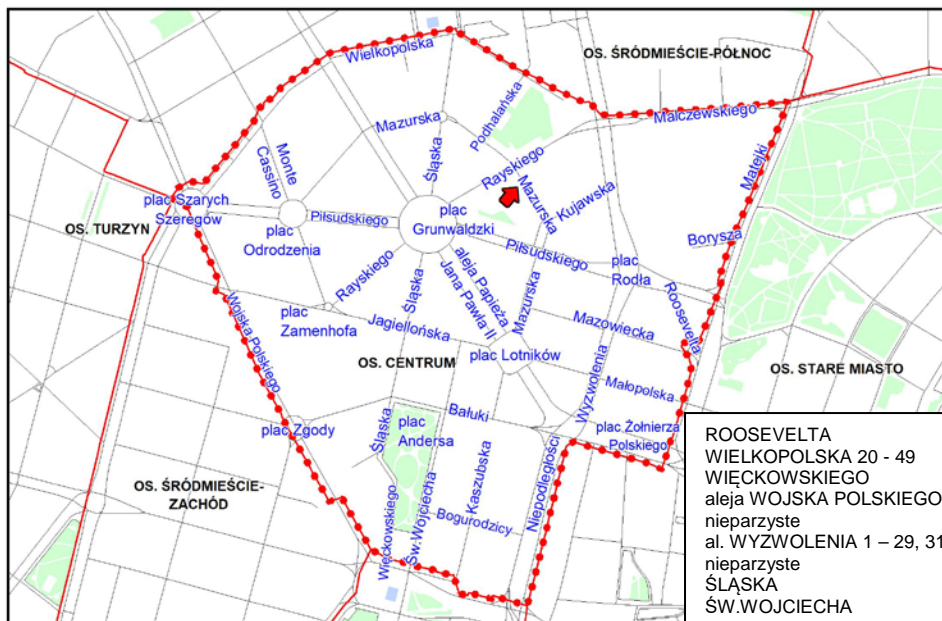 OS. ŚRÓDMIEŚCIE-PÓŁNOC
Wielkopolska
Podhalańska
Malczewskiego
Mazurska
Śląska
Monte
Cassino
Rayskiego
Mazurska
Kujawska
Matejki
plac Szarych
Szeregów
OS. TURZYN
Piłsudskiego
plac
Grunwaldzki
plac
Odrodzenia
Borysza
Piłsudskiego
plac
Rodła
Rayskiego
Śląska
aleja Papieża
Jana Pawła II
Mazurska
Roosevelta
Wojska Polskiego
plac
Zamenhofa
Jagiellońska
Mazowiecka
OS. CENTRUM
plac Lotników
Wyzwolenia
OS. STARE MIASTO
Małopolska
Śląska
plac
Andersa
Bałuki
plac Zgody
plac Żołnierza
Polskiego
OS. ŚRÓDMIEŚCIE-
ZACHÓD
Więckowskiego
Św.Wojciecha
Kaszubska
Bogurodzicy
Niepodległości
ROOSEVELTA
WIELKOPOLSKA 20 - 49
WIĘCKOWSKIEGO
aleja WOJSKA POLSKIEGO
nieparzyste
al. WYZWOLENIA 1 – 29, 31
nieparzyste
ŚLĄSKA
ŚW.WOJCIECHA